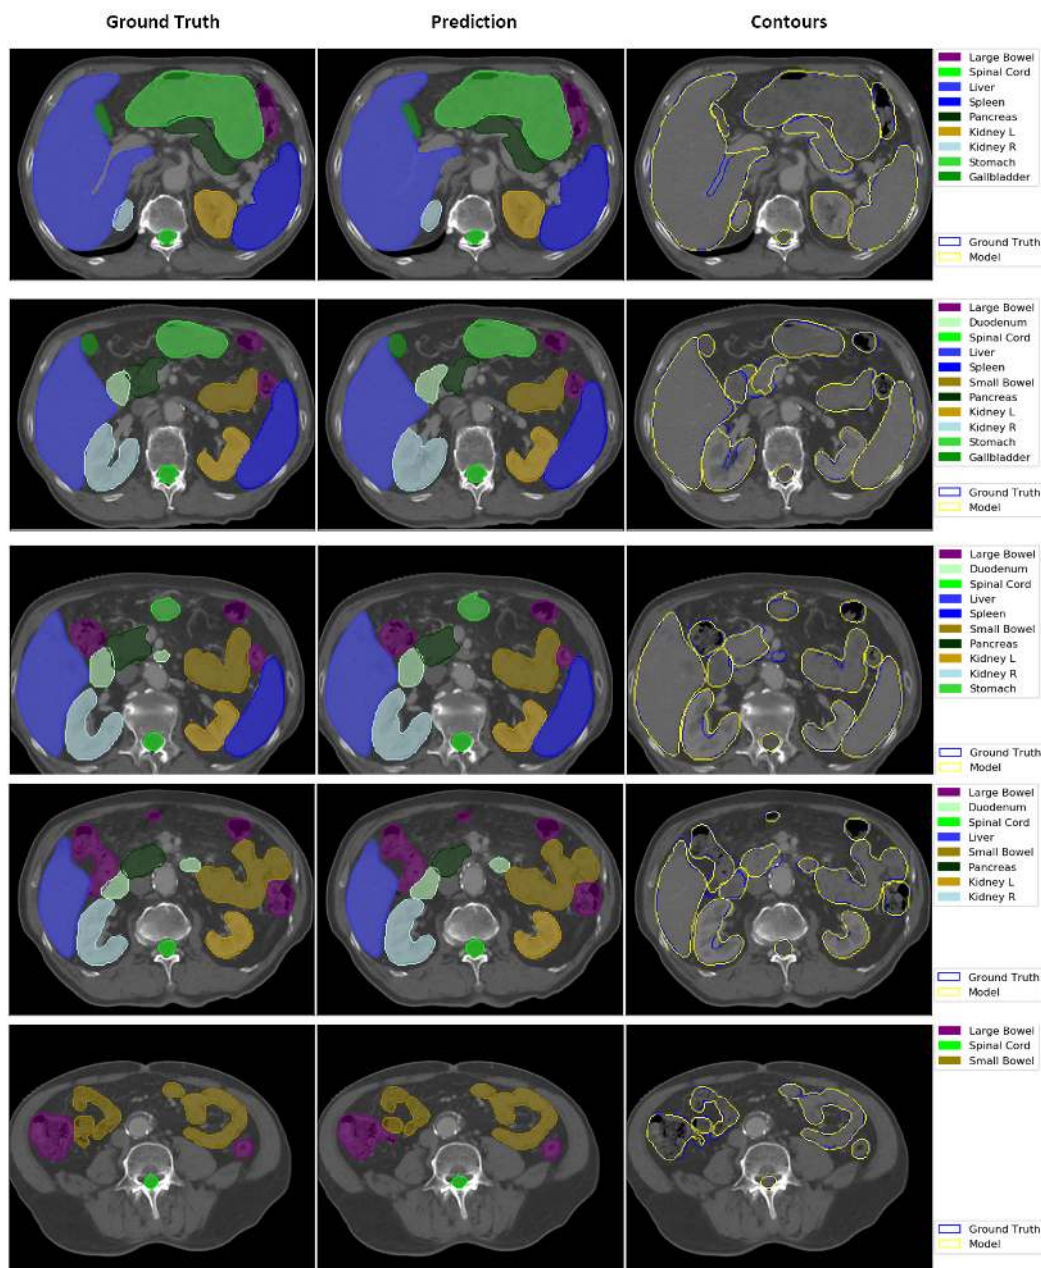 Ground Truth
Prediction
Contours
Large Bowel
Spinal Cord
Liver
Spleen
Pancreas
Kidney L
Kidney R
Stomach
Gallbladder
Ground Truth
Model
Large Bowel
Duodenum
Spinal Cord
Liver
Spleen
Small Bowel
Pancreas
Kidney L
Kidney R
Stomach
Gallbladder
Ground Truth
Model
Large Bowel
Duodenum
Spinal Cord
Liver
Spleen
Small Bowel
Pancreas
Kidney L
Kidney R
Stomach
Ground Truth
Model
Large Bowel
Duodenum
Spinal Cord
Liver
Small Bowel
Pancreas
Kidney L
Kidney R
Ground Truth
Model
Large Bowel
Spinal Cord
Small Bowel
Ground Truth
Model